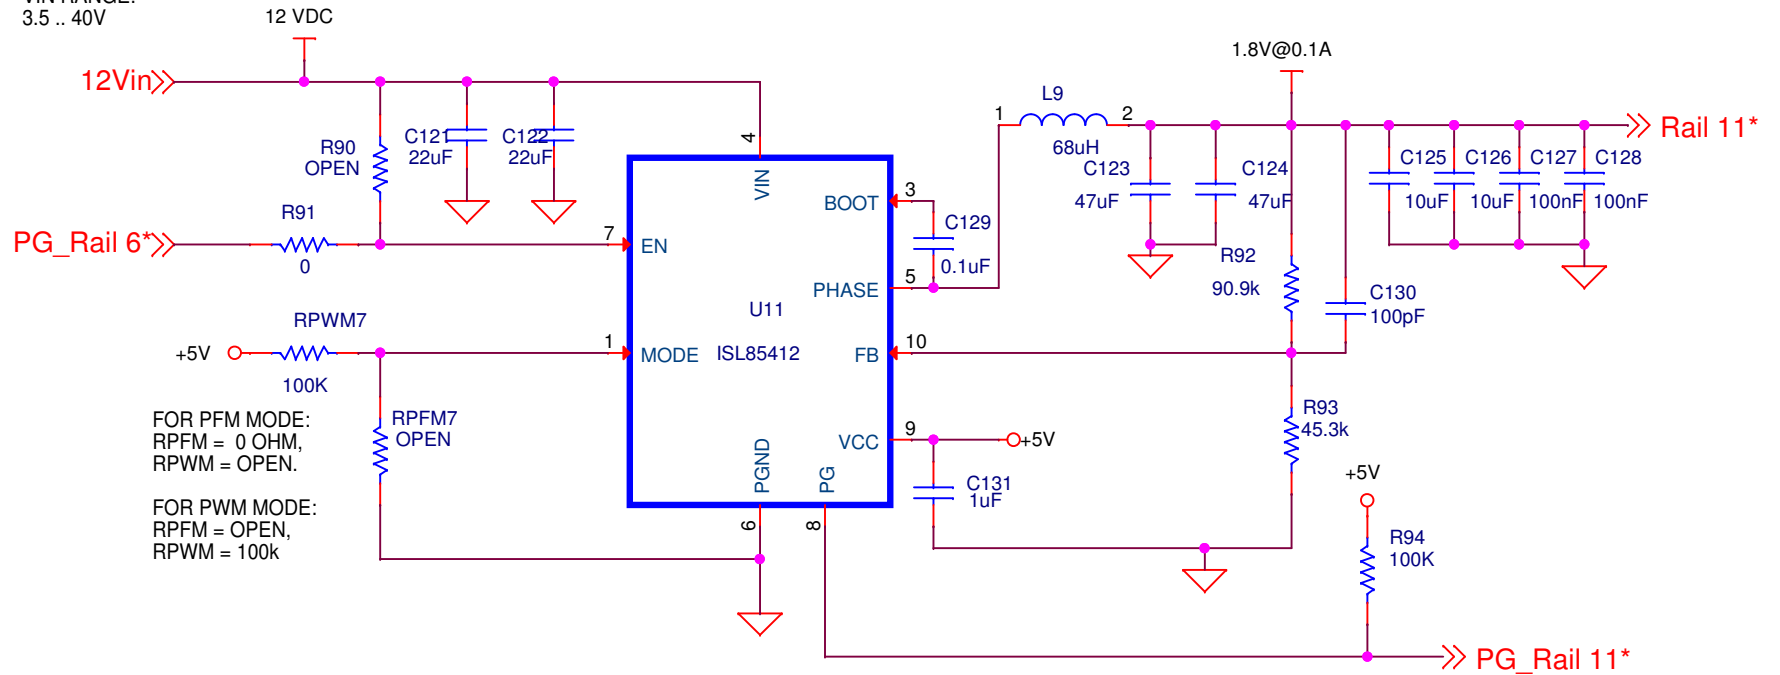 VIN RANGE:
3.5 .. 40V
12 VDC
12Vin
R90
OPEN
C121
22uF
C122
22uF
PG_Rail 6*
R91
0
7
EN
4
VIN
BOOT
3
C129
0.1uF
PHASE
5
U11
ISL85412
1
MODE
FB
10
RPWM7
+5V
100K
RPFM7
OPEN
FOR PFM MODE:
RPFM = 0 OHM,
RPWM = OPEN.
FOR PWM MODE:
RPFM = OPEN,
RPWM = 100k
VCC
9
+5V
PGND
6
PG
8
C131
1uF
1
L9
2
68uH
1.8V@0.1A
Rail 11*
C123
47uF
C124
47uF
C125
10uF
C126
10uF
C127
100nF
C128
100nF
R92
90.9k
C130
100pF
R93
45.3k
+5V
R94
100K
PG_Rail 11*